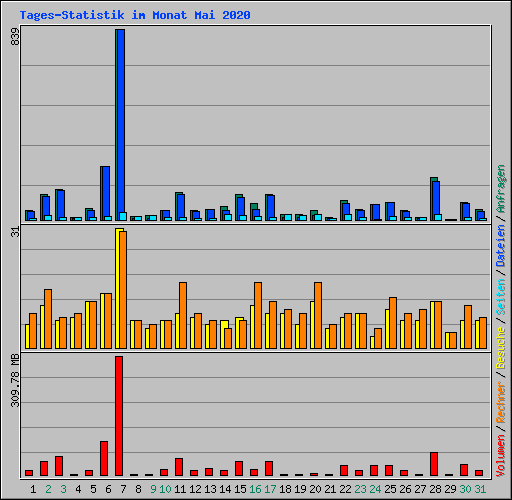 Tages-Statistik im Monat Mai 2020
839
31
309.78 MB
Volumen / Rechner / Besuche / Seiten / Dateien / Anfragen
1 2 3 4 5 6 7 8 9 10 11 12 13 14 15 16 17 18 19 20 21 22 23 24 25 26 27 28 29 30 31